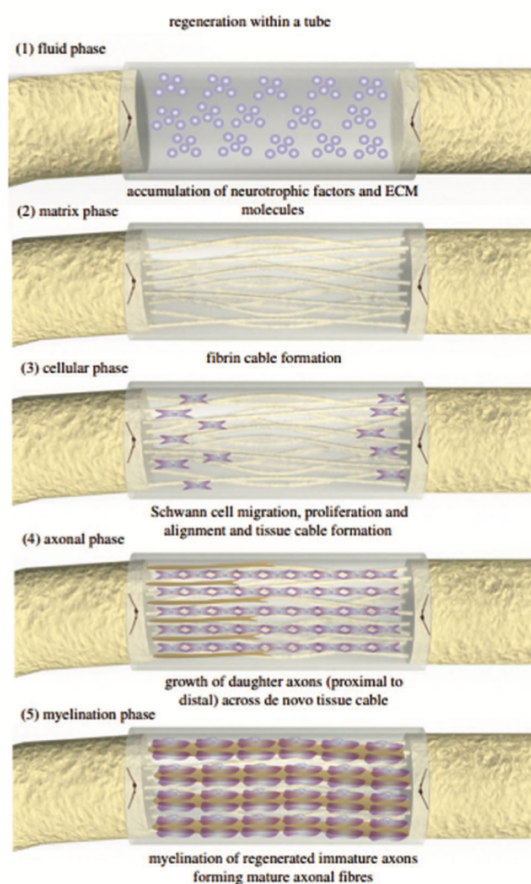 regeneration within a tube
(1) fluid phase
accumulation of neurotrophic factors and ECM
molecules
(2) matrix phase
fibrin cable formation
(3) cellular phase
Schwann cell migration, proliferation and
alignment and tissue cable formation
(4) axonal phase
growth of daughter axons (proximal to
distal) across de novo tissue cable
(5) myelination phase
myelination of regenerated immature axons
forming mature axonal fibres